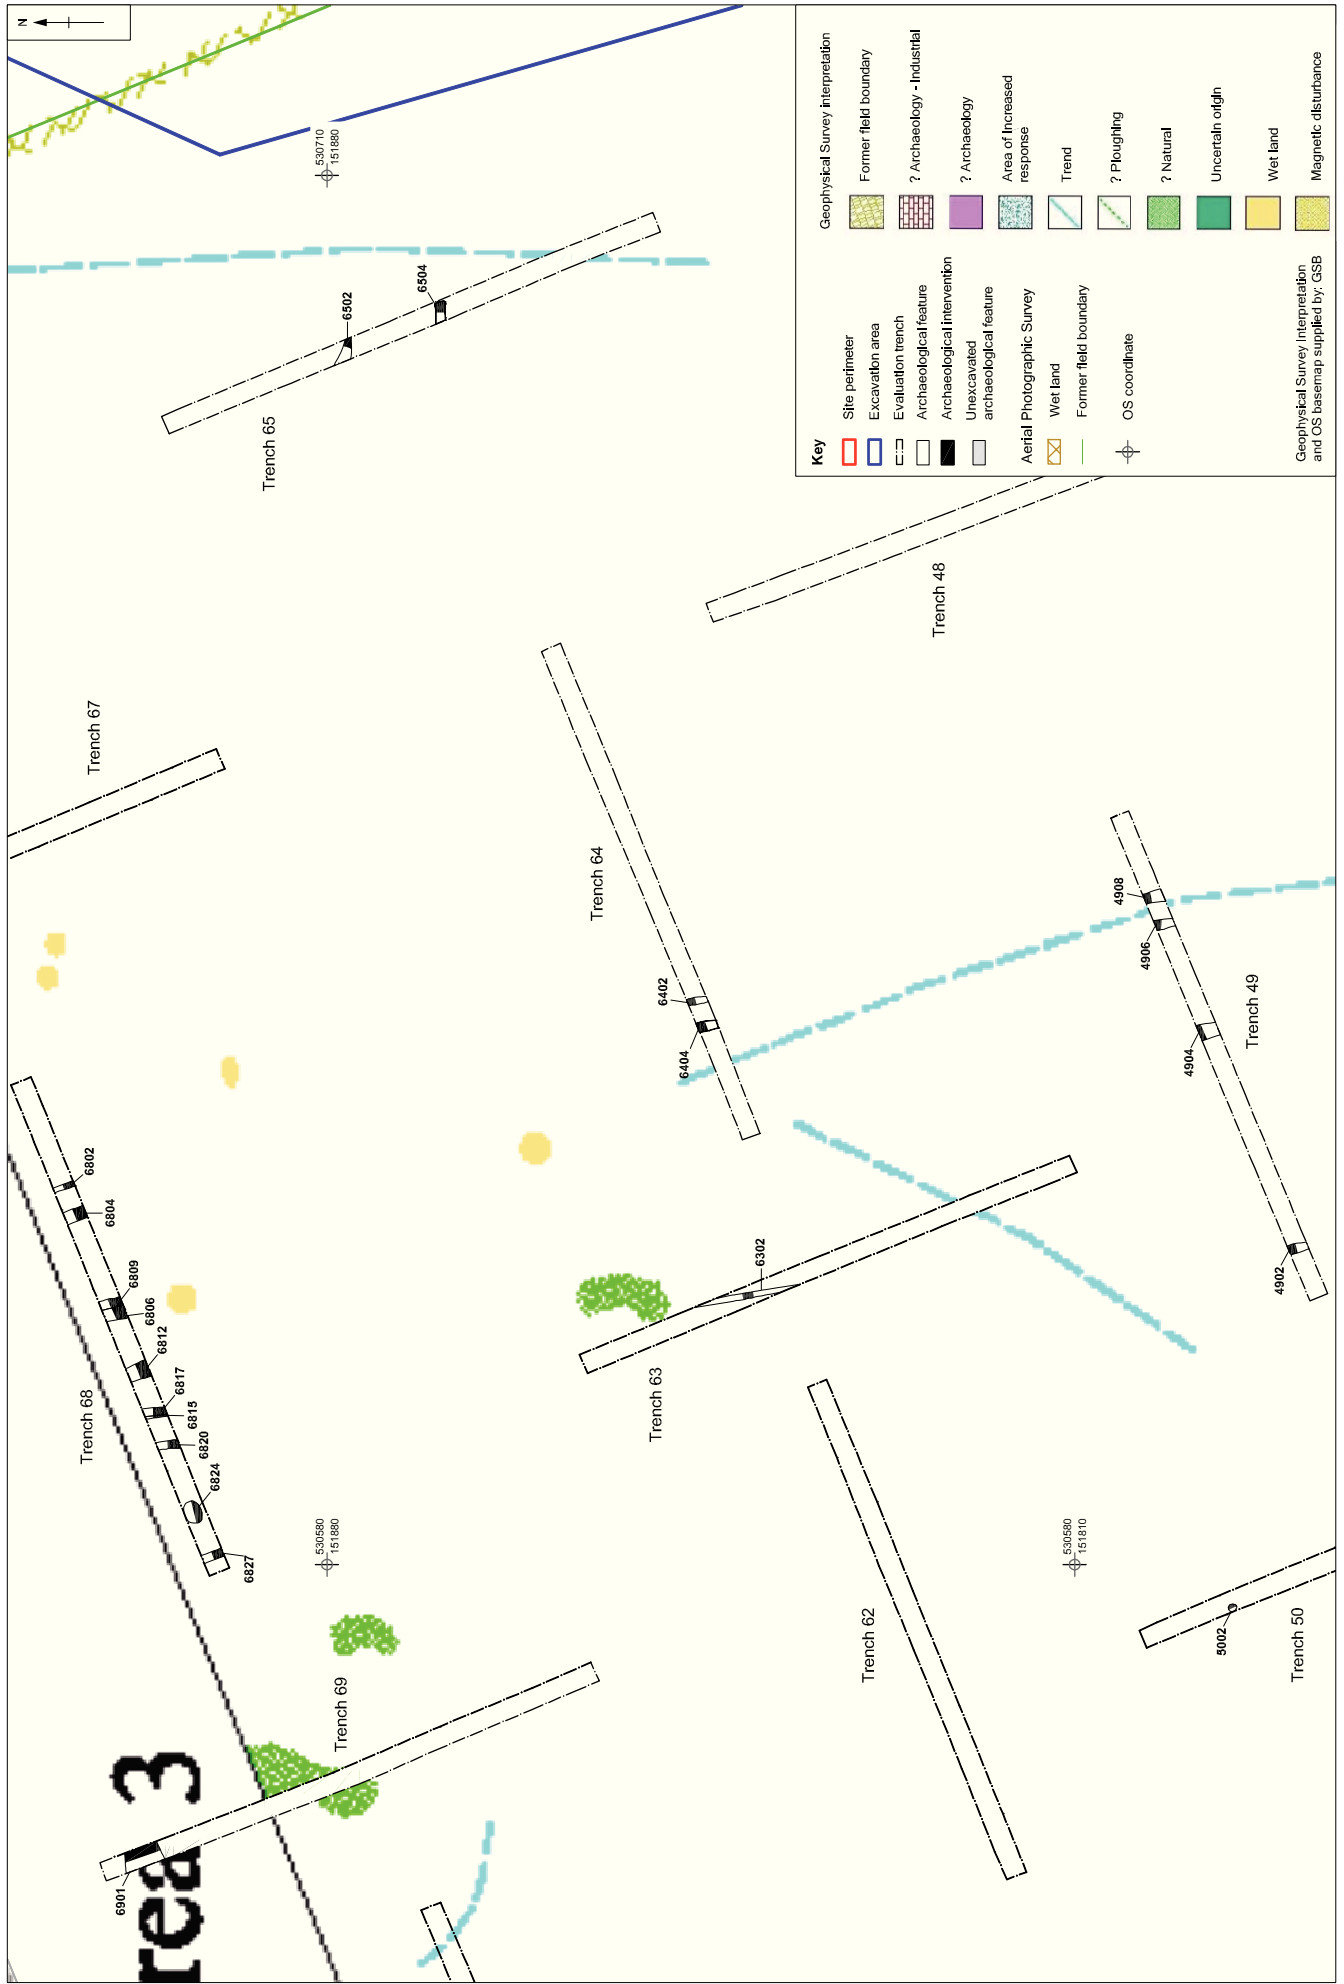 N
530710
151880
6502
6504
Trench 65
Trench 67
Trench 48
Trench 64
6402
6404
4908
4906
4904
4902
Trench 49
6802
6804
6809
6806
6812
6817
6815
6820
6824
6827
Trench 68
6302
Trench 63
530580
151880
530580
151810
Trench 62
5002
Trench 50
Trench 69
6901
rea 3
Key
Site perimeter
Excavation area
Evaluation trench
Archaeological feature
Archaeological intervention
Unexcavated
archaeological feature
Aerial Photographic Survey
Wet land
Former field boundary
OS coordinate
Geophysical Survey interpretation
Former field boundary
? Archaeology - Industrial
? Archaeology
Area of Increased
response
Trend
? Ploughing
? Natural
Uncertain origin
Wet land
Magnetic disturbance
Geophysical Survey Interpretation
and OS basemap supplied by: GSB